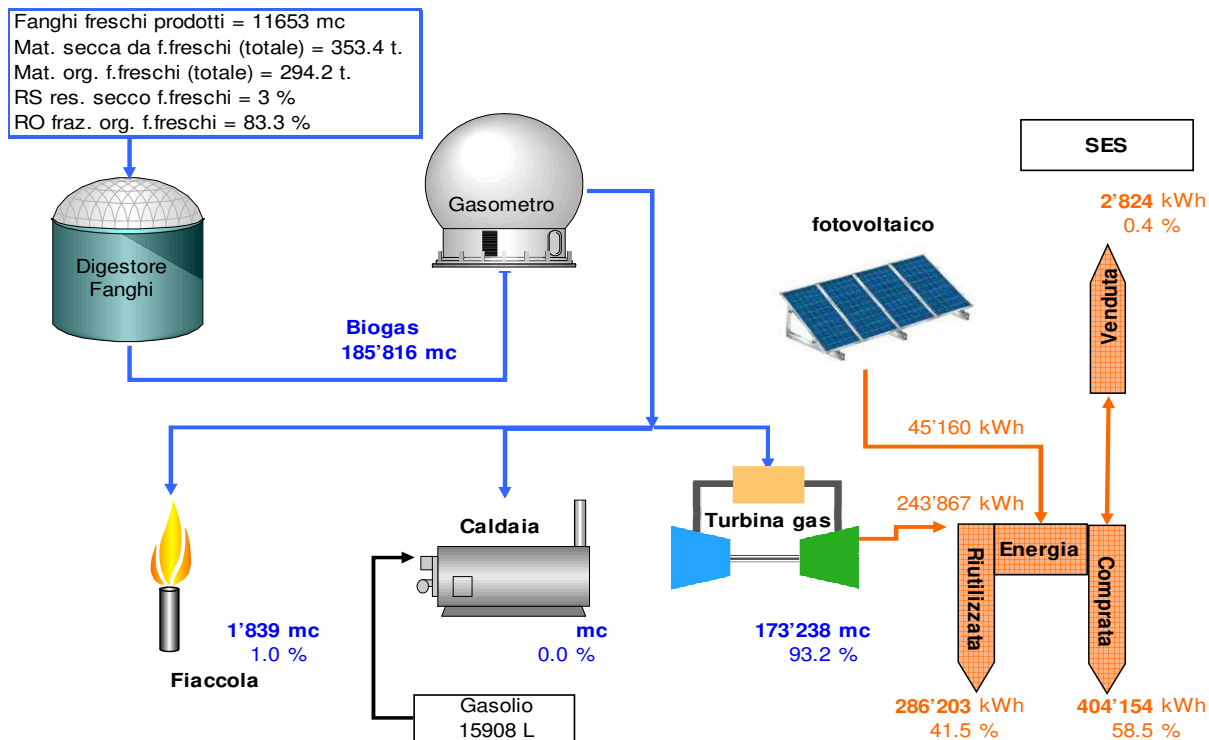 Fanghi freschi prodotti = 11653 mc
Mat. secca da f.freschi (totale) = 353.4 t.
Mat. org. f.freschi (totale) = 294.2 t.
RS res. secco f.freschi = 3 %
RO fraz. org. f.freschi = 83.3 %
SES
Gasometro
2'824 kWh
0.4 %
fotovoltaico
Digestore
Fanghi
Venduta
Biogas
185'816 mc
45'160 kWh
243'867 kWh
Caldaia
Turbina gas
Riutilizzata
Energia
Comprata
1'839 mc
1.0 %
mc
0.0 %
173'238 mc
93.2 %
Fiaccola
Gasolio
15908 L
286'203 kWh
41.5 %
404'154 kWh
58.5 %